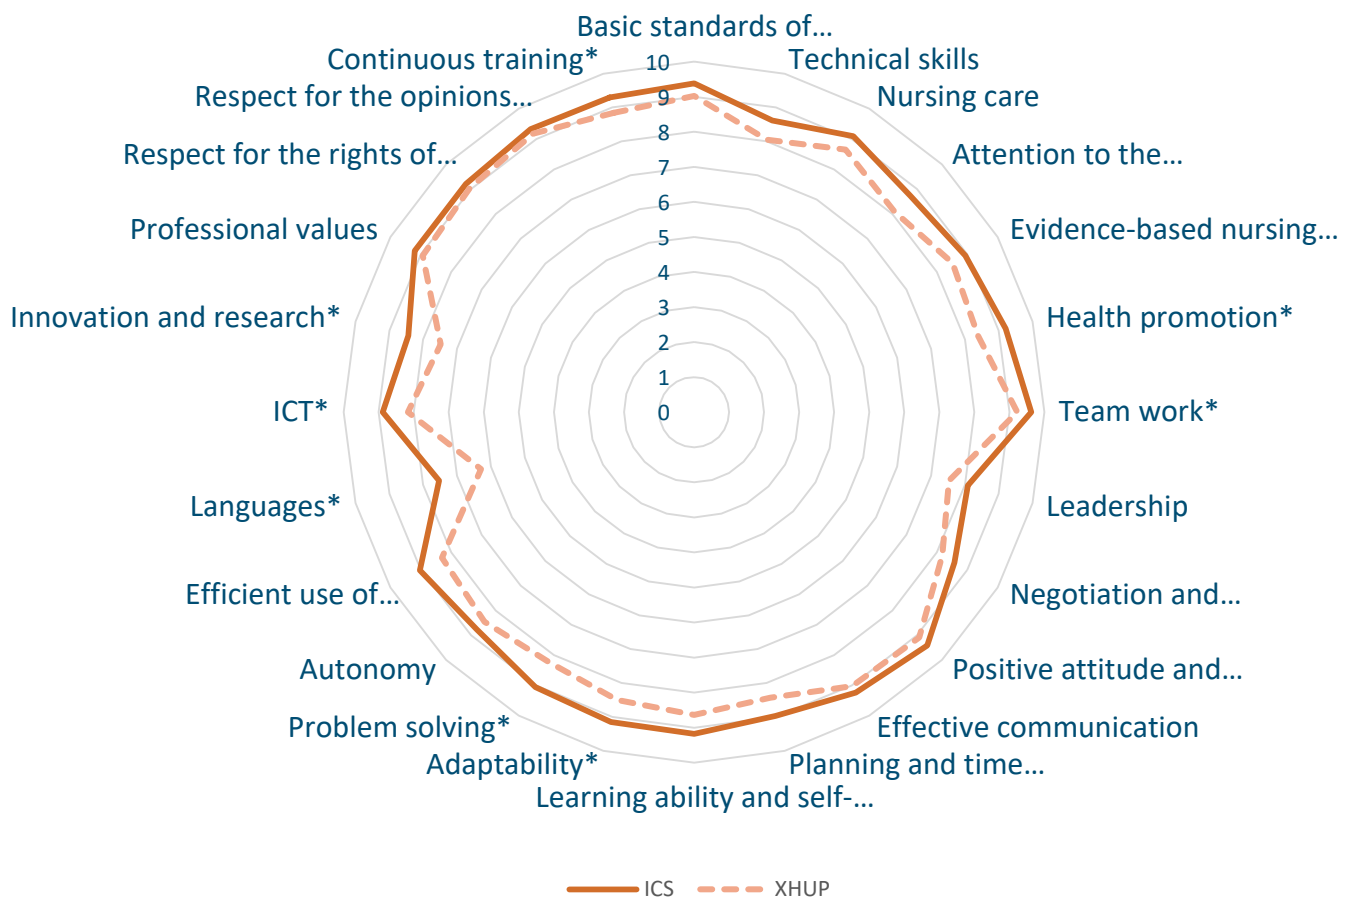 Basic standards of...
Technical skills
Nursing care
Attention to the...
Evidence-based nursing...
Health promotion*
Team work*
Leadership
Negotiation and...
Positive attitude and...
Effective communication
Planning and time...
Learning ability and self-...
Adaptability*
Problem solving*
Autonomy
Efficient use of...
Languages*
ICT*
Innovation and research*
Professional values
Respect for the rights of...
Respect for the opinions...
Continuous training*
10
9
8
7
6
5
4
3
2
1
0
ICS
XHUP